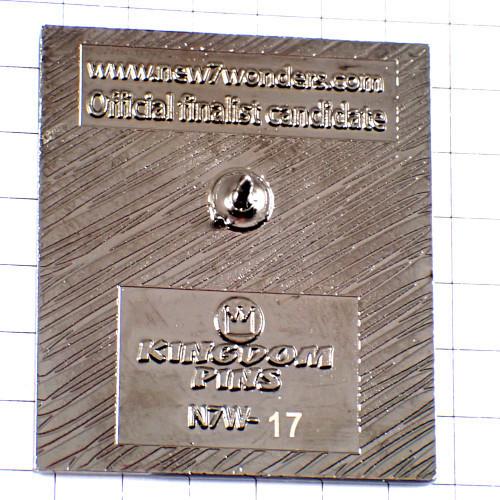 www.new7wonders.com
Official finalist candidate
KINGDOM
PINS
N7W- 17